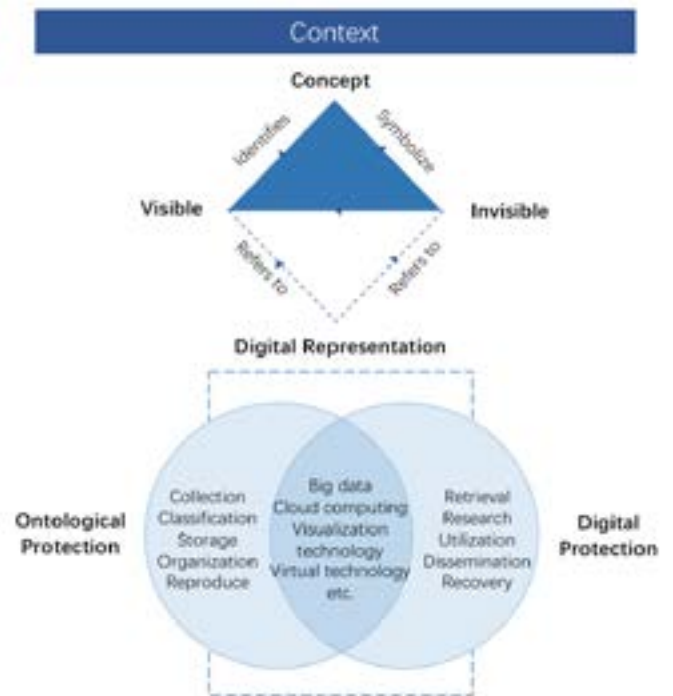 Context
Concept
Identifies
Symbolize
Visible
Invisible
Refers to
Refers to
Digital Representation
Ontological
Protection
Collection
Classification
Storage
Organization
Reproduce
Big data
Cloud computing
Visualization
technology
Virtual technology
etc.
Retrieval
Research
Utilization
Dissemination
Recovery
Digital
Protection